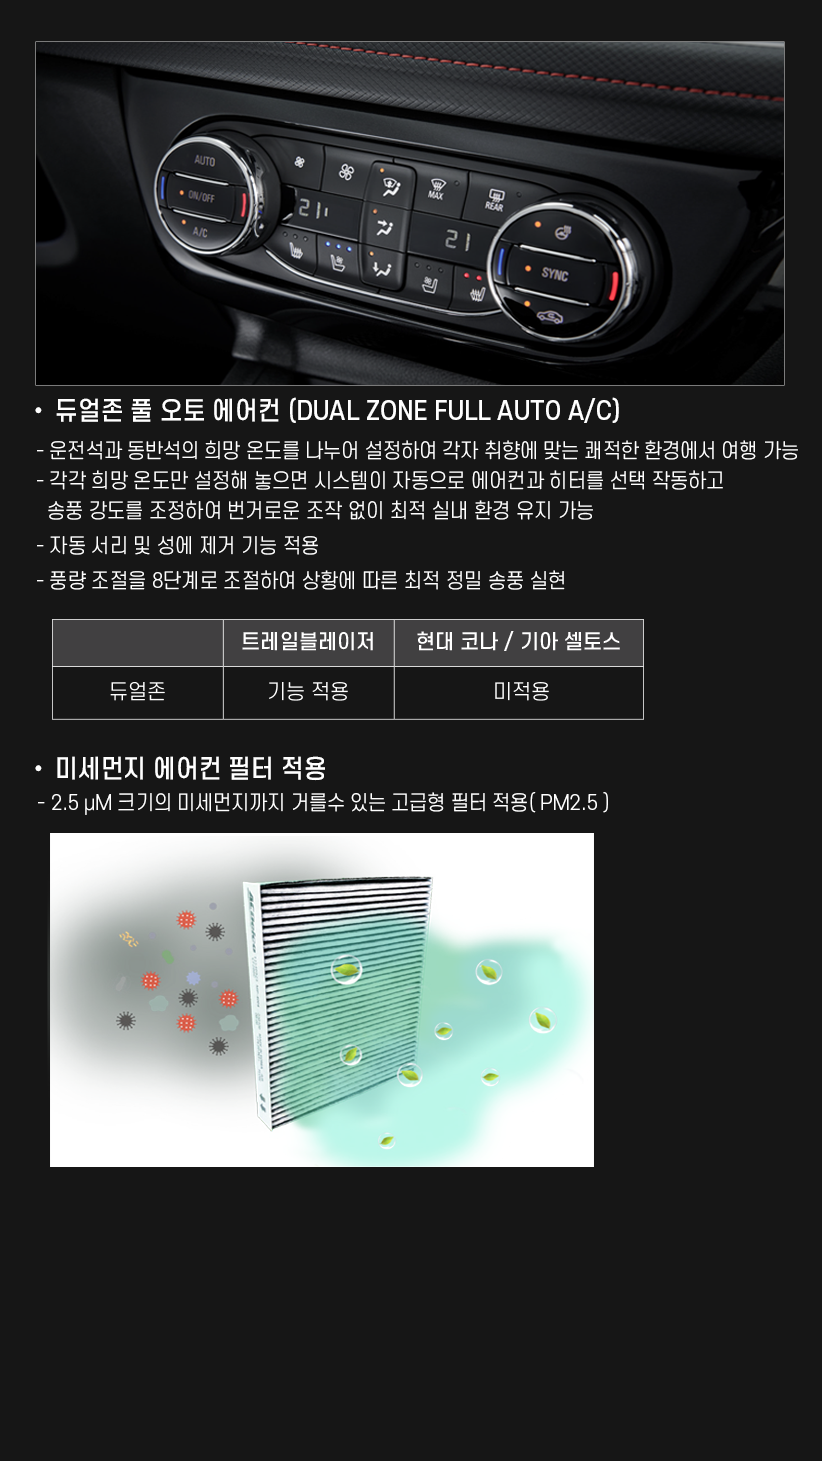 AUTO
ON/OFF
A/C
21
MAX
REAR
21
SYNC
• 듀얼존 풀 오토 에어컨 (DUAL ZONE FULL AUTO A/C)
- 운전석과 동반석의 희망 온도를 나누어 설정하여 각자 취향에 맞는 쾌적한 환경에서 여행 가능
- 각각 희망 온도만 설정해 놓으면 시스템이 자동으로 에어컨과 히터를 선택 작동하고
송풍 강도를 조정하여 번거로운 조작 없이 최적 실내 환경 유지 가능
- 자동 서리 및 성에 제거 기능 적용
- 풍량 조절을 8단계로 조절하여 상황에 따른 최적 정밀 송풍 실현
트레일블레이저 현대 코나 / 기아 셀토스
듀얼존 기능 적용 미적용
• 미세먼지 에어컨 필터 적용
- 2.5 µM 크기의 미세먼지까지 거를수 있는 고급형 필터 적용( PM2.5 )